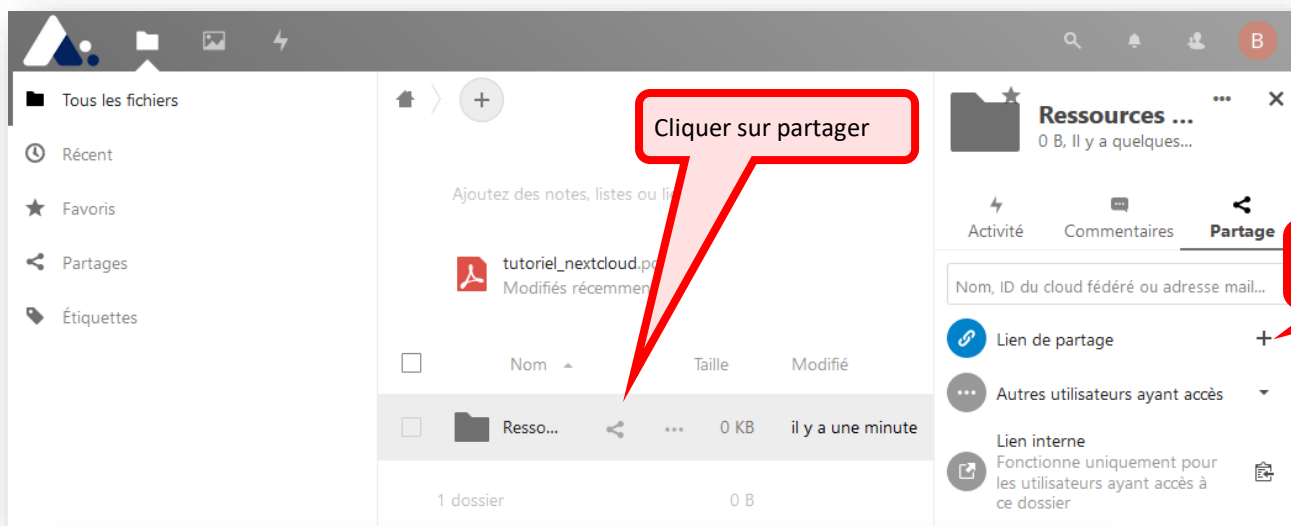 B
Tous les fichiers
Récent
Favoris
Partages
Étiquettes
Cliquer sur partager
Ajoutez des notes, listes ou
tutoriel_nextcloud.p
Modifiés récemmen
Nom
Taille
Modifié
Resso...
0 KB
il y a une minute
1 dossier
0 B
Ressources ...
0 B, Il y a quelques...
Activité
Commentaires
Partage
Nom, ID du cloud fédéré ou adresse mail...
Lien de partage
Autres utilisateurs ayant accès
Lien interne
Fonctionne uniquement pour
les utilisateurs ayant accès à
ce dossier